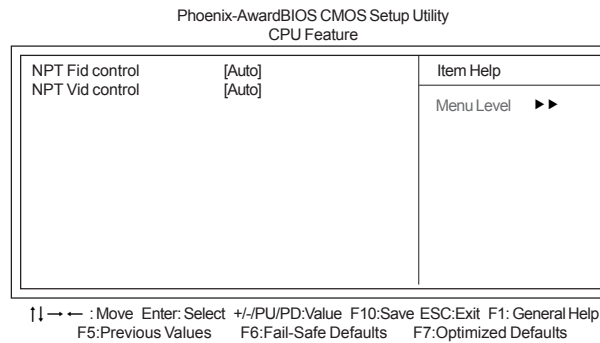 Phoenix-AwardBIOS CMOS Setup Utility
CPU Feature
NPT Fid control [Auto]
NPT Vid control [Auto]
Item Help
Menu Level ►►
↑↓→← : Move Enter: Select +/-/PU/PD:Value F10:Save ESC:Exit F1: General Help
F5:Previous Values F6:Fail-Safe Defaults F7:Optimized Defaults